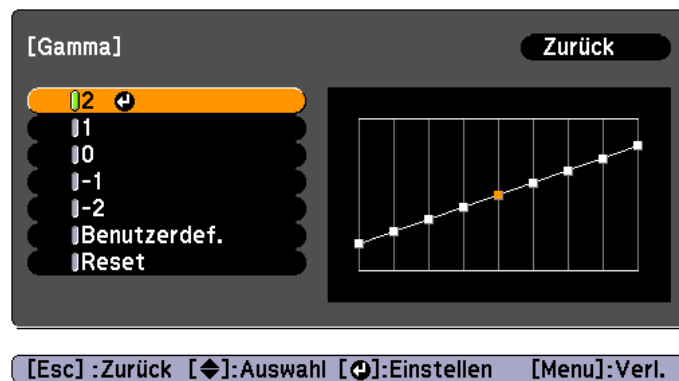 [Gamma]
Zurück
2
1
0
-1
-2
Benutzerdef.
Reset
[Esc] :Zurück [◆]:Auswahl [↵]:Einstellen [Menu]:Verl.